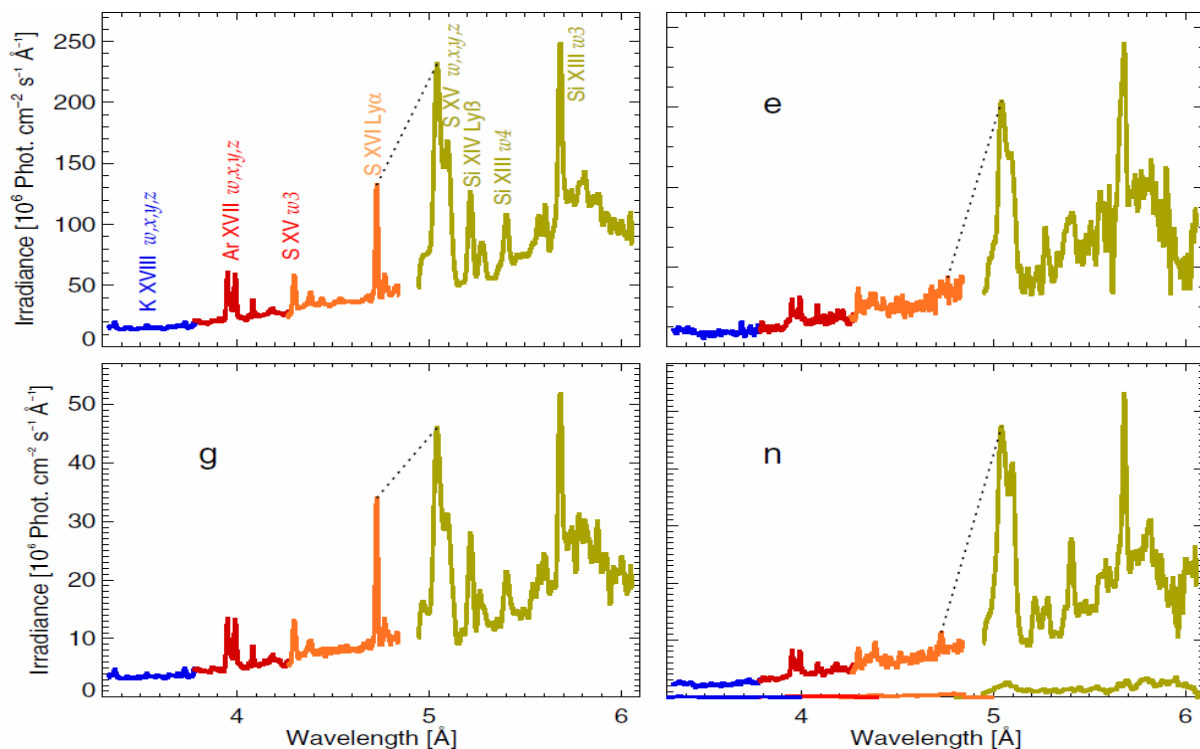 Irradiance [10⁶ Phot. cm⁻² s⁻¹ Å⁻¹]
250
200
150
100
50
0
K XVIII w,x,y,z
Ar XVII w,x,y,z
S XV w3
S XVI Lyα
S XV w,x,y,z
Si XIV Lyß
Si XIII w4
Si XIII w3
e
Irradiance [10⁶ Phot. cm⁻² s⁻¹ Å⁻¹]
50
40
30
20
10
0
g
n
4
5
6
4
5
6
Wavelength [Å]
Wavelength [Å]